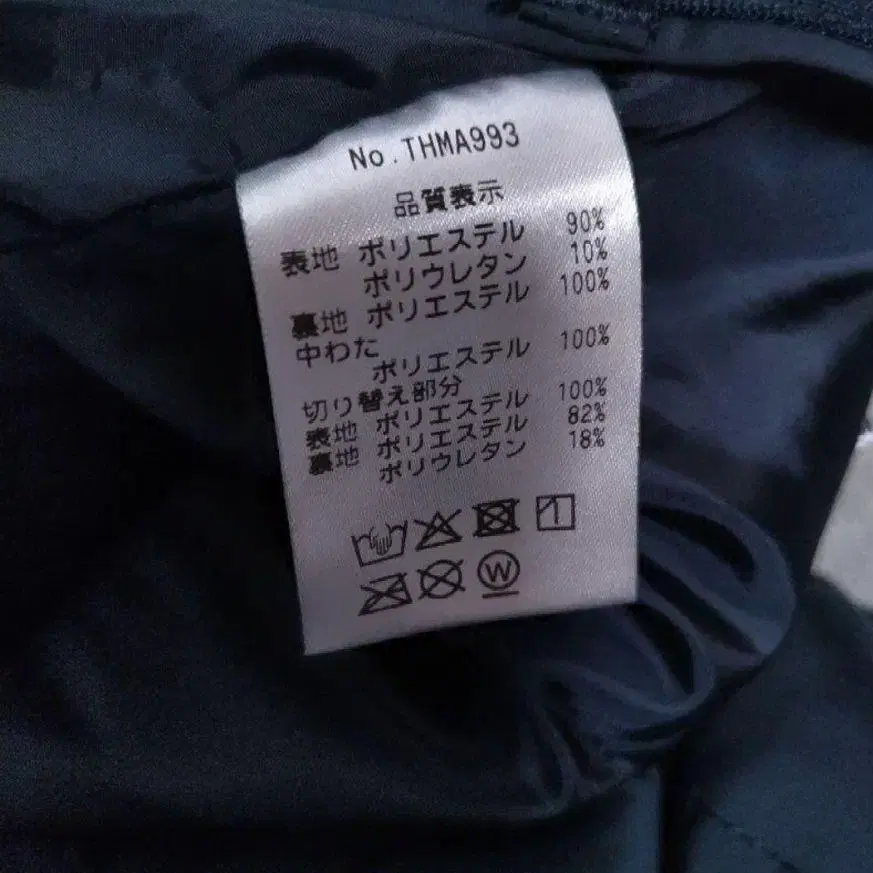 No.THMA993
品質表示
表地 ポリエステル 90%
ポリウレタン 10%
裏地 ポリエステル 100%
中わた
ポリエステル 100%
切り替え部分
表地 ポリエステル 100%
裏地 ポリエステル 82%
ポリウレタン 18%
W